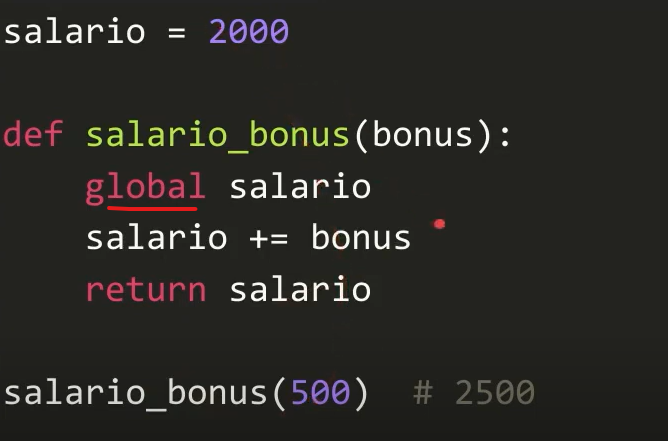 salario = 2000
def salario_bonus(bonus):
global salario
salario += bonus
return salario
salario_bonus(500) # 2500